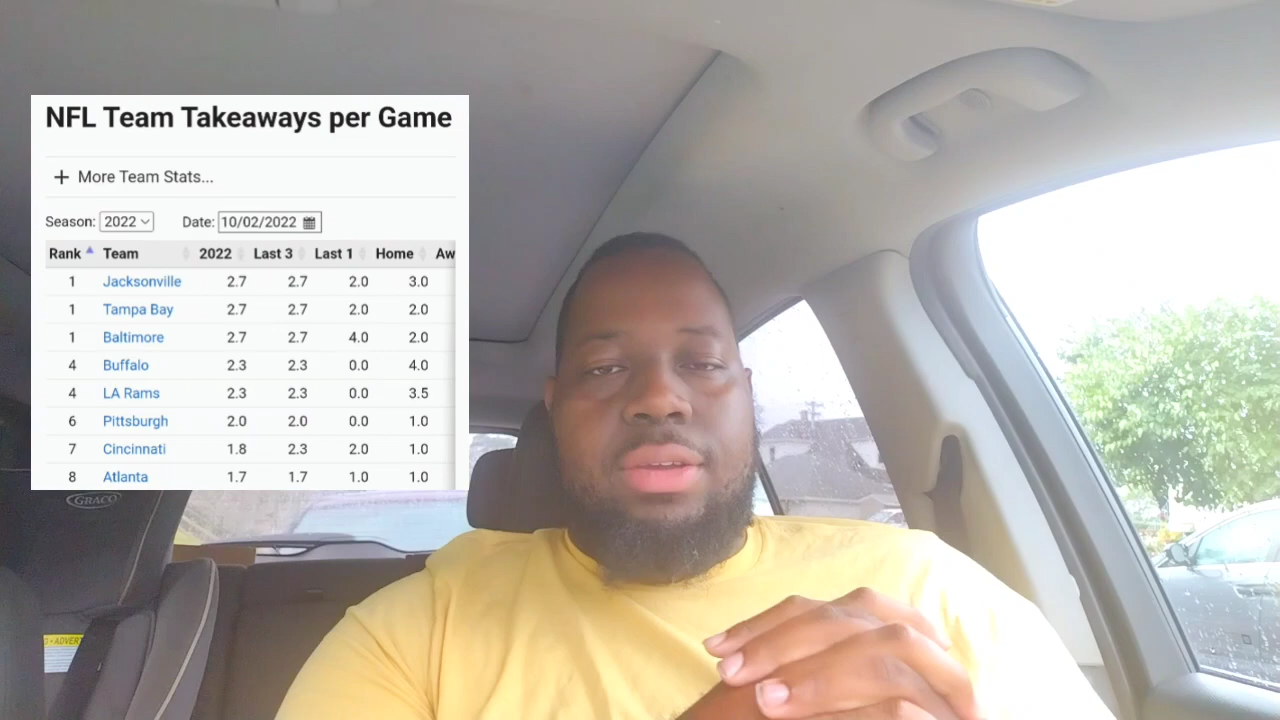 NFL Team Takeaways per Game
+ More Team Stats...
Season: 2022 Date: 10/02/2022
Rank Team 2022 Last 3 Last 1 Home Aw
1 Jacksonville 2.7 2.7 2.0 3.0
1 Tampa Bay 2.7 2.7 2.0 2.0
1 Baltimore 2.7 2.7 4.0 2.0
4 Buffalo 2.3 2.3 0.0 4.0
4 LA Rams 2.3 2.3 0.0 3.5
6 Pittsburgh 2.0 2.0 0.0 1.0
7 Cincinnati 1.8 2.3 2.0 1.0
8 Atlanta 1.7 1.7 1.0 1.0
GRACO
G • ADVERT